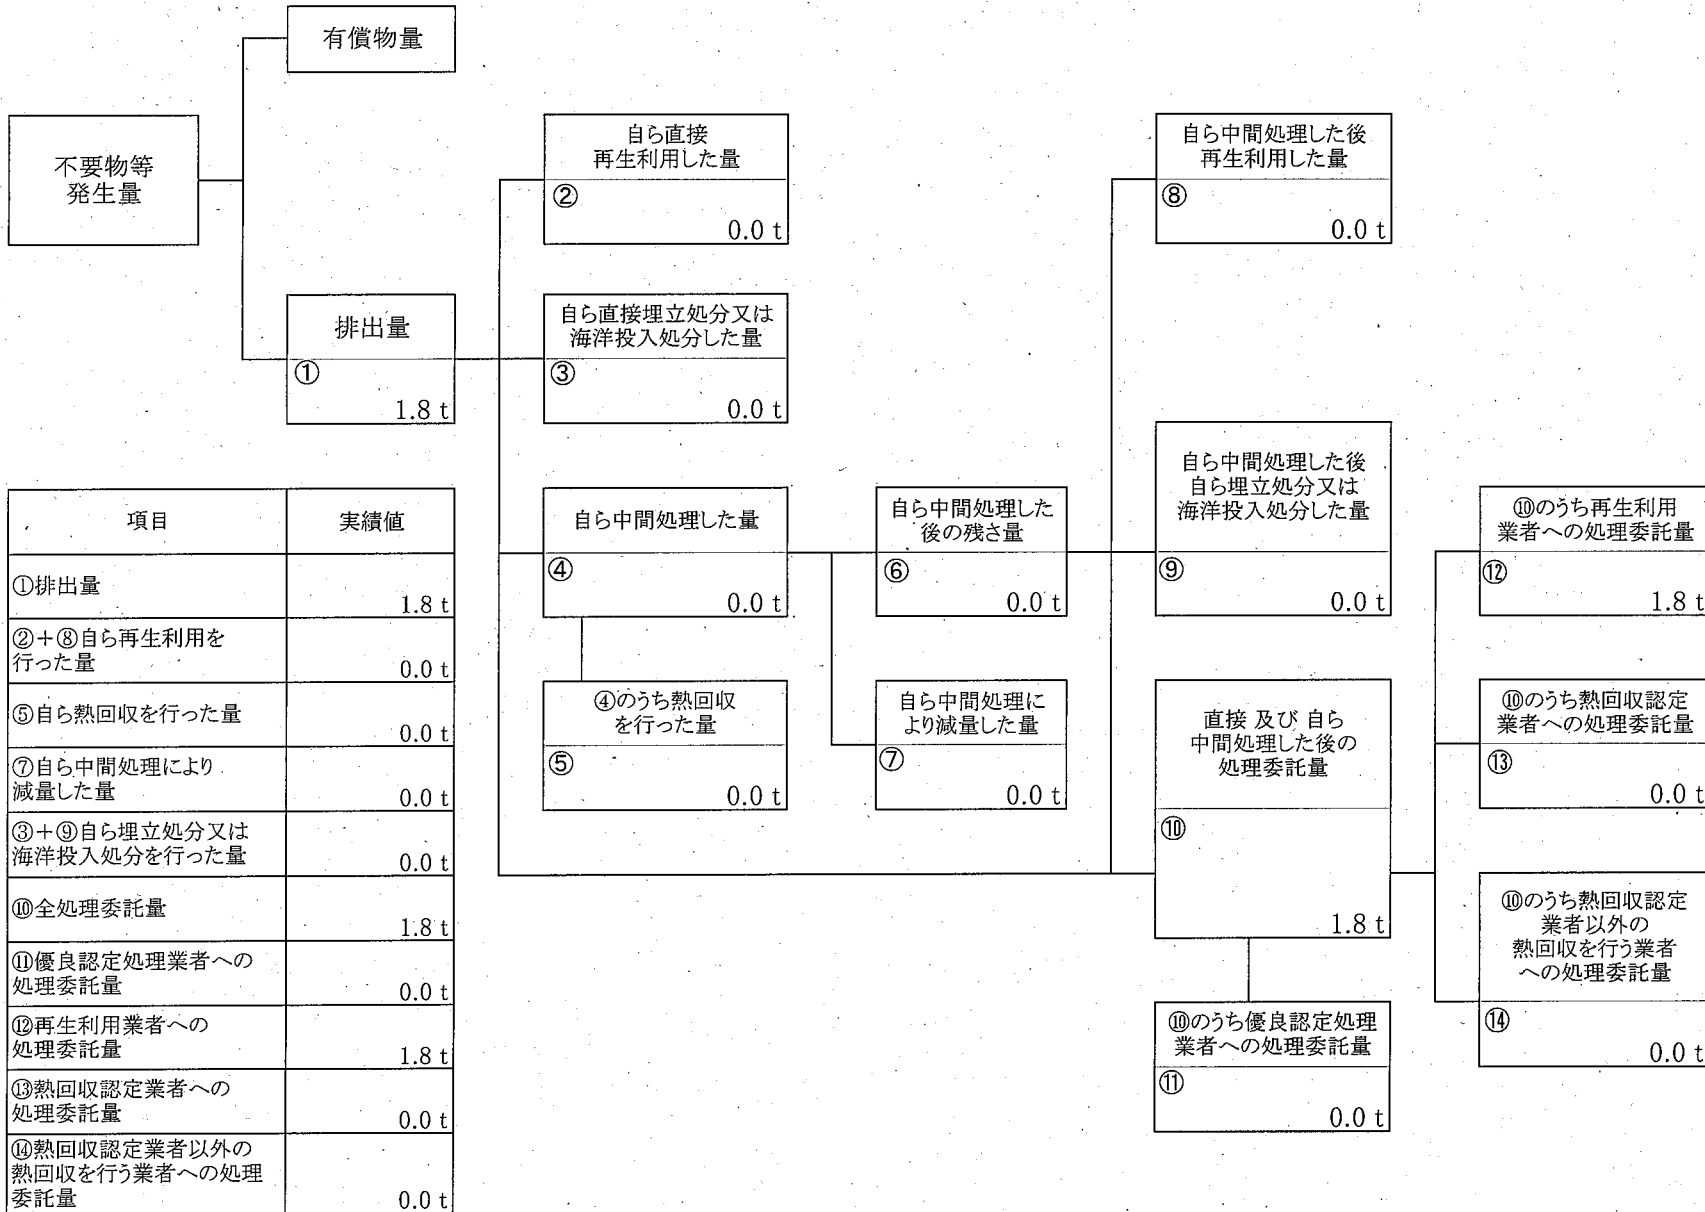 有償物量
不要物等
発生量
排出量
①
1.8 t
自ら直接
再生利用した量
②
0.0 t
自ら直接埋立処分又は
海洋投入処分した量
③
0.0 t
自ら中間処理した量
④
0.0 t
④のうち熱回収
を行った量
⑤
0.0 t
自ら中間処理した
後の残さ量
⑥
0.0 t
自ら中間処理に
より減量した量
⑦
0.0 t
自ら中間処理した後
再生利用した量
⑧
0.0 t
自ら中間処理した後
自ら埋立処分又は
海洋投入処分した量
⑨
0.0 t
直接 及び 自ら
中間処理した後の
処理委託量
⑩
1.8 t
⑩のうち優良認定処理
業者への処理委託量
⑪
0.0 t
⑩のうち再生利用
業者への処理委託量
⑫
1.8 t
⑩のうち熱回収認定
業者への処理委託量
⑬
0.0 t
⑩のうち熱回収認定
業者以外の
熱回収を行う業者
への処理委託量
⑭
0.0 t
項目 実績値
①排出量
1.8 t
②+⑧自ら再生利用を
行った量
0.0 t
⑤自ら熱回収を行った量
0.0 t
⑦自ら中間処理により
減量した量
0.0 t
③+⑨自ら埋立処分又は
海洋投入処分を行った量
0.0 t
⑩全処理委託量
1.8 t
⑪優良認定処理業者への
処理委託量
0.0 t
⑫再生利用業者への
処理委託量
1.8 t
⑬熱回収認定業者への
処理委託量
0.0 t
⑭熱回収認定業者以外の
熱回収を行う業者への処理
委託量
0.0 t